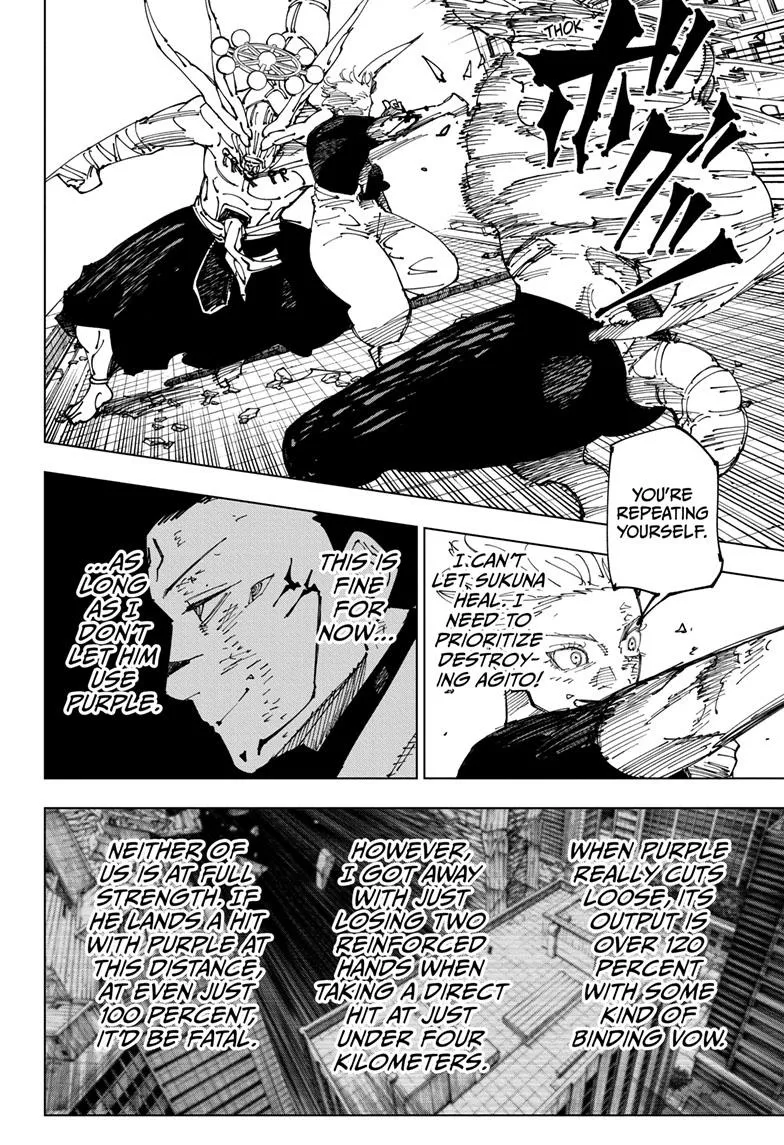 THOK
ボグッ
YOU'RE
REPEATING
YOURSELF.
I CAN'T
LET SUKUNA
HEAL. I
NEED TO
PRIORITIZE
DESTROY-
ING AGITO!
THIS IS
FINE
FOR
NOW...
...AS
LONG
AS I
DON'T
LET HIM
USE
PURPLE.
WHEN PURPLE
REALLY CUTS
LOOSE, ITS
OUTPUT IS
OVER 120
PERCENT
WITH SOME
KIND OF
BINDING VOW.
HOWEVER,
I GOT AWAY
WITH JUST
LOSING TWO
REINFORCED
HANDS WHEN
TAKING A DIRECT
HIT AT JUST
UNDER FOUR
KILOMETERS.
NEITHER OF
US IS AT FULL
STRENGTH. IF
HE LANDS A HIT
WITH PURPLE AT
THIS DISTANCE,
AT EVEN JUST
100 PERCENT,
IT'D BE FATAL.